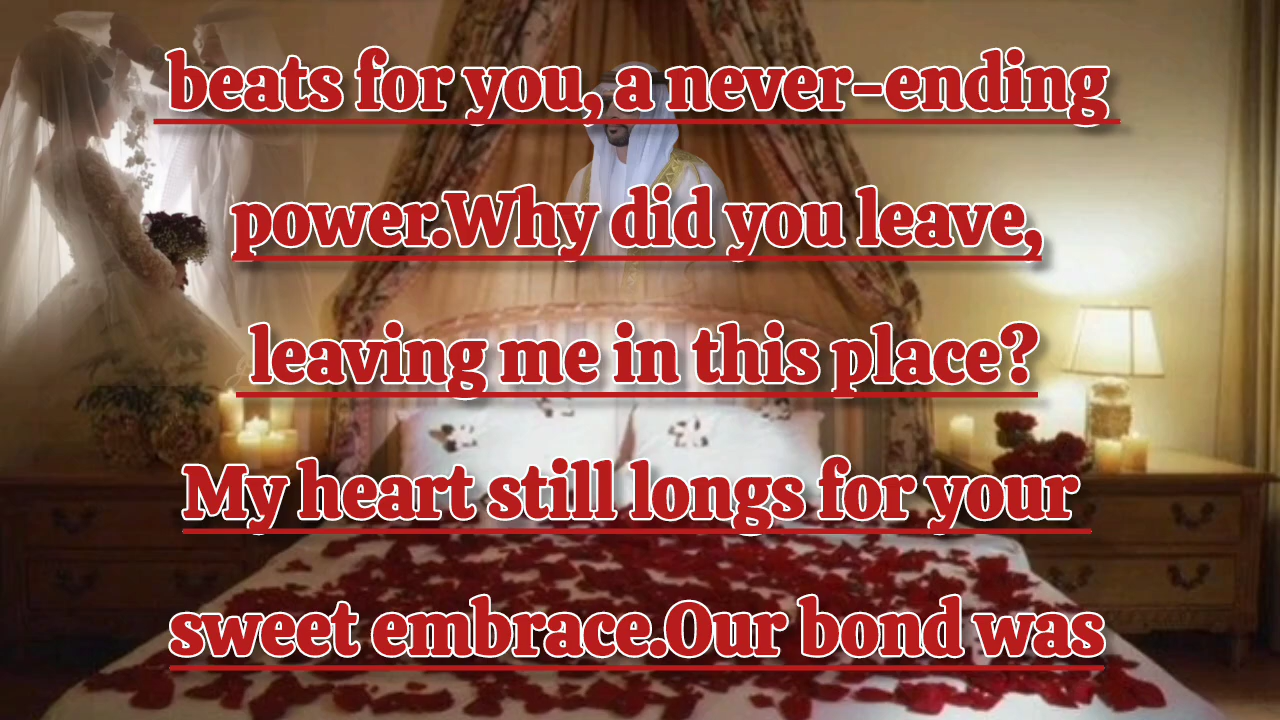 beats for you, a never-ending
power.Why did you leave,
leaving me in this place?
My heart still longs for your
sweet embrace.Our bond was